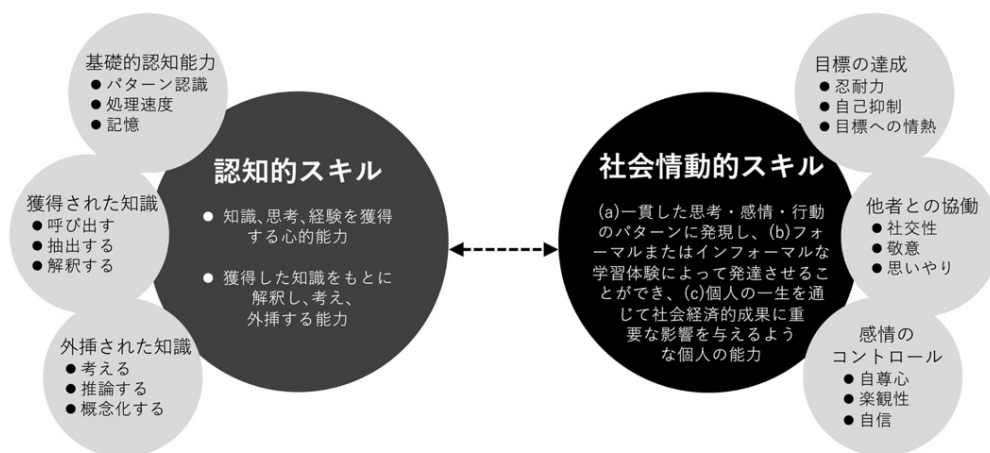 基礎的認知能力
● パターン認識
● 処理速度
● 記憶
獲得された知識
● 呼び出す
● 抽出する
● 解釈する
外挿された知識
● 考える
● 推論する
● 概念化する
認知的スキル
● 知識、思考、経験を獲得
する心的能力
● 獲得した知識をもとに
解釈し、考え、
外挿する能力
社会情動的スキル
(a)一貫した思考・感情・行動
のパターンに発現し、(b)フォ
ーマルまたはインフォーマルな
学習体験によって発達させるこ
とができ、(c)個人の一生を通
じて社会経済的成果に重
要な影響を与えるよう
な個人の能力
目標の達成
● 忍耐力
● 自己抑制
● 目標への情熱
他者との協働
● 社交性
● 敬意
● 思いやり
感情の
コントロール
● 自尊心
● 楽観性
● 自信